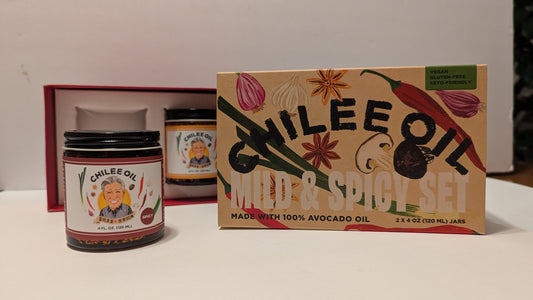 VEGAN
GLUTEN-FREE
KETO-FRIENDLY
CHILEE OIL
MILD & SPICY SET
MADE WITH 100% AVOCADO OIL
2 X 4 OZ (120 ML) JARS
CHILEE OIL
CHILEE OIL
SPICY
4 FL. OZ. (120 ML)